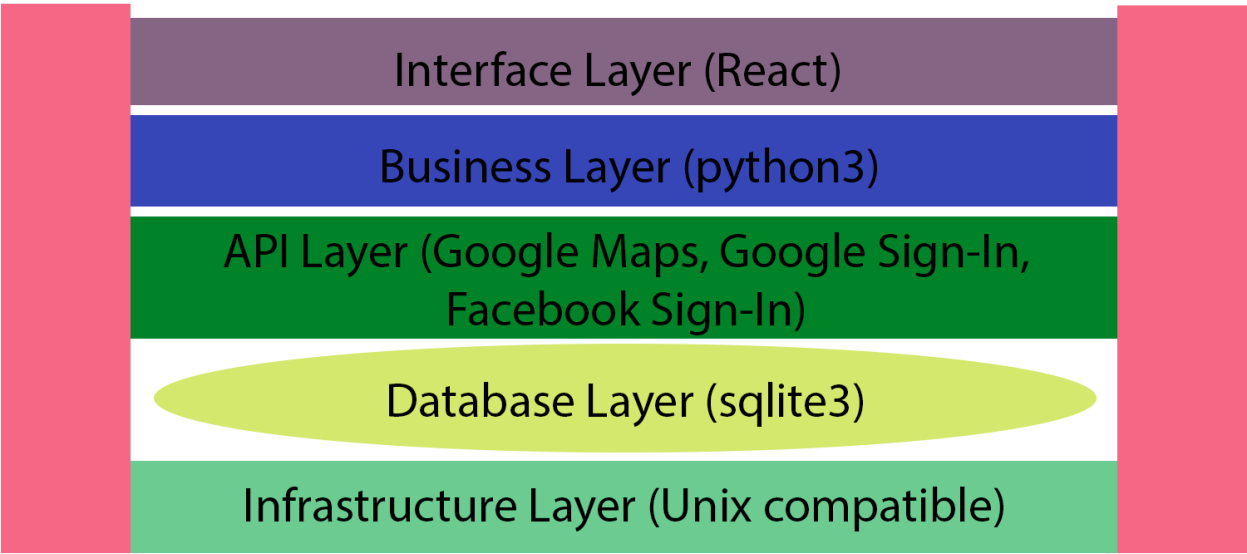 Interface Layer (React)
Business Layer (python3)
API Layer (Google Maps, Google Sign-In,
Facebook Sign-In)
Database Layer (sqlite3)
Infrastructure Layer (Unix compatible)